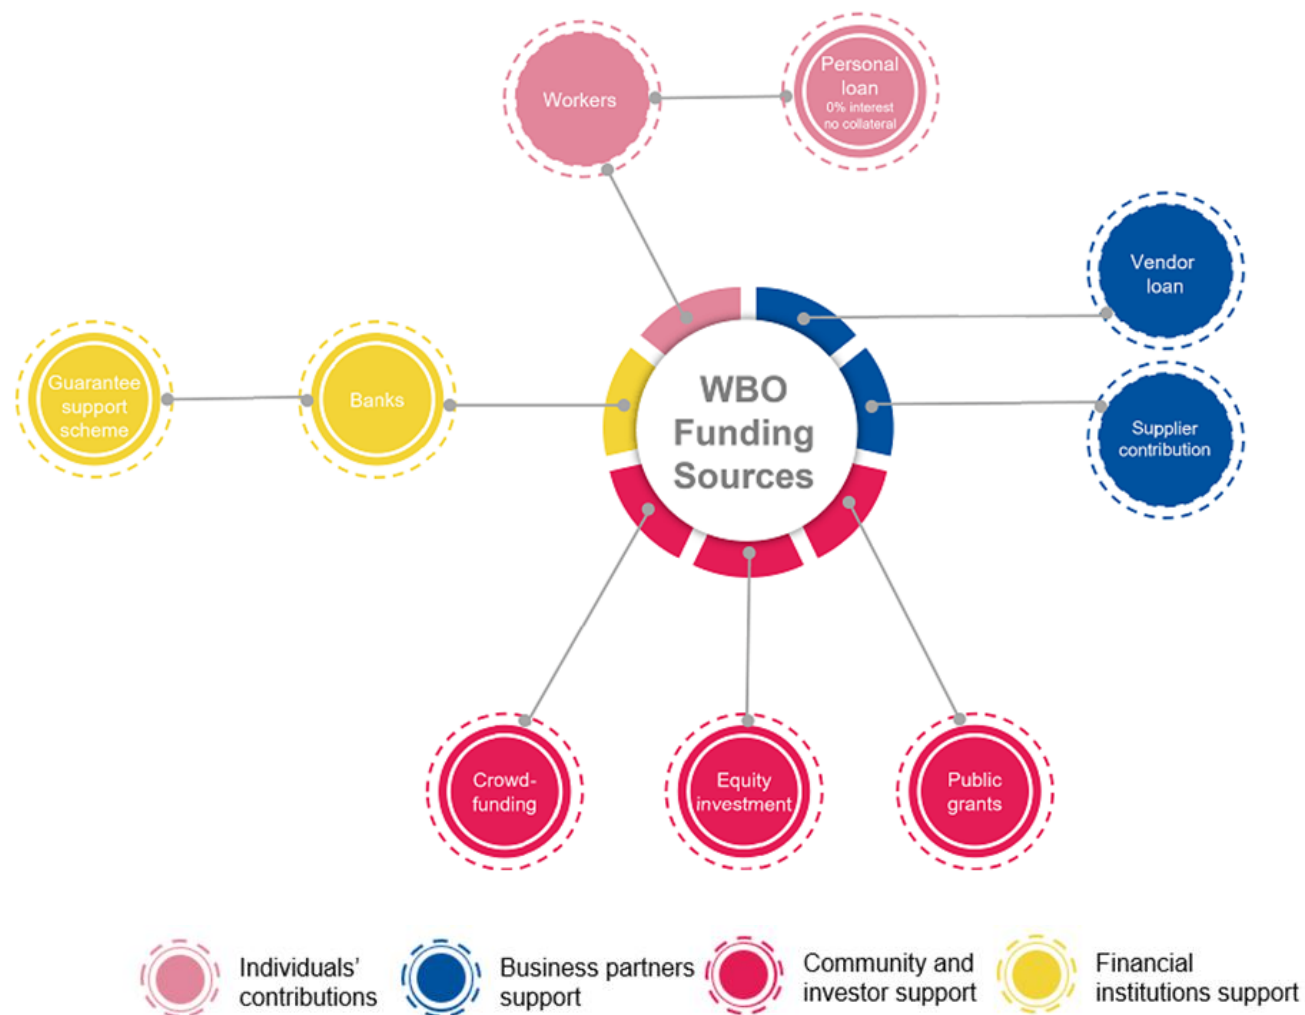 Workers
Personal
loan
0% interest
no collateral
Vendor
loan
Guarantee
support
scheme
Banks
WBO
Funding
Sources
Supplier
contribution
Crowd-
funding
Equity
investment
Public
grants
Individuals'
contributions
Business partners
support
Community and
investor support
Financial
institutions support